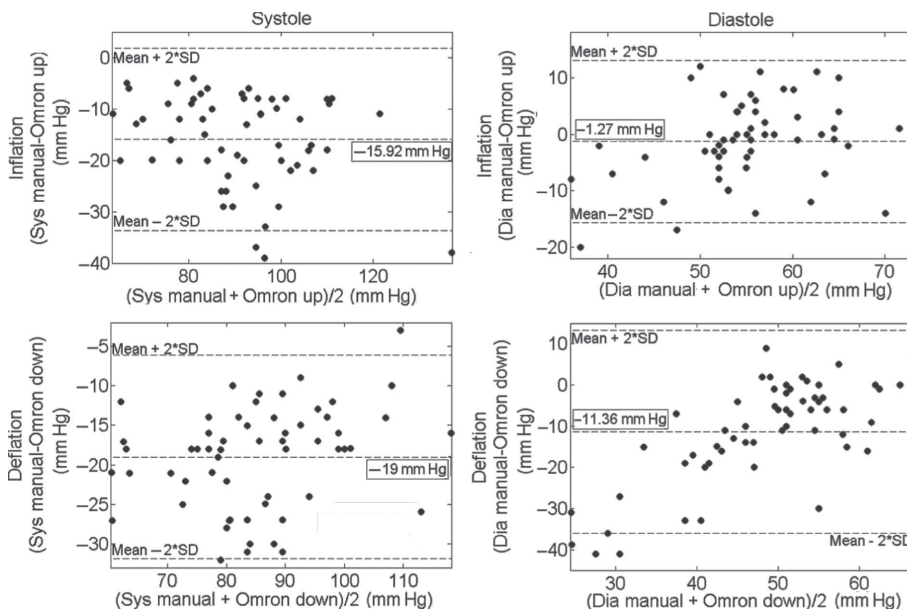 Systole
Inflation
(Sys manual-Omron up)
(mm Hg)
0
−10
−20
−30
−40
Mean + 2*SD
−15.92 mm Hg
Mean − 2*SD
80
100
120
(Sys manual + Omron up)/2 (mm Hg)
Diastole
Inflation
(Dia manual-Omron up)
(mm Hg)
10
0
−10
−20
Mean + 2*SD
−1.27 mm Hg
Mean − 2*SD
40
50
60
70
(Dia manual + Omron up)/2 (mm Hg)
Deflation
(Sys manual-Omron down)
(mm Hg)
−5
−10
−15
−20
−25
−30
Mean + 2*SD
−19 mm Hg
Mean − 2*SD
70
80
90
100
110
(Sys manual + Omron down)/2 (mm Hg)
Deflation
(Dia manual-Omron down)
(mm Hg)
10
0
−10
−20
−30
−40
Mean + 2*SD
−11.36 mm Hg
Mean - 2*SD
30
40
50
60
(Dia manual + Omron down)/2 (mm Hg)